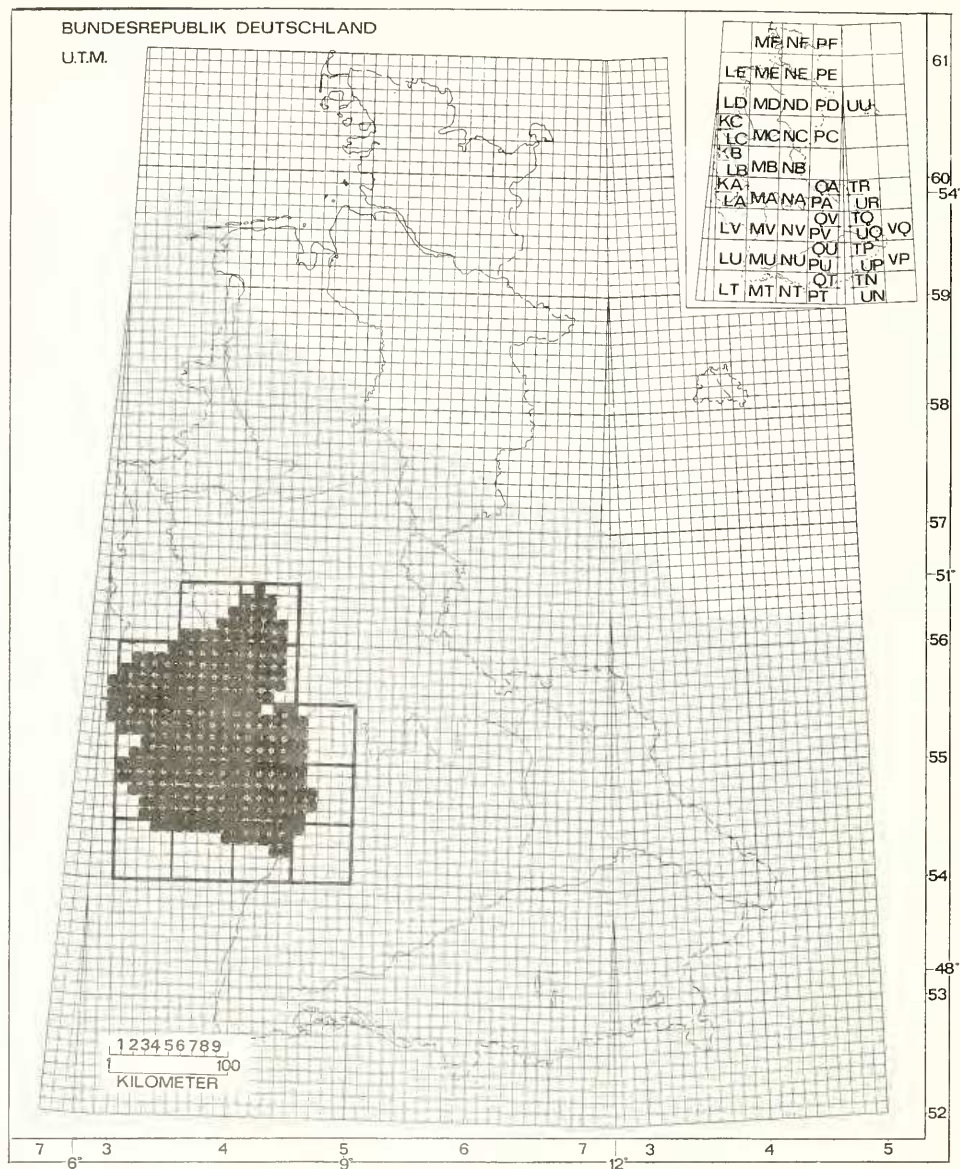 BUNDESREPUBLIK DEUTSCHLAND
U.T.M.
MF NF PF
LE ME NE PE
LD MD ND PD UU
KC
LC MC NC PC
KB
LB MB NB
KA QA TR
LA MA NA PA UR
QV TQ
LV MV NV PV UQ VQ
QU TP
LU MU NU PU UP VP
QT TN
LT MT NT PT UN
61
60
54°
59
58
57
51°
56
55
54
48°
53
52
123456789
1 100
KILOMETER
7 3 4 5 6 7 3 4 5
6° 9° 12°